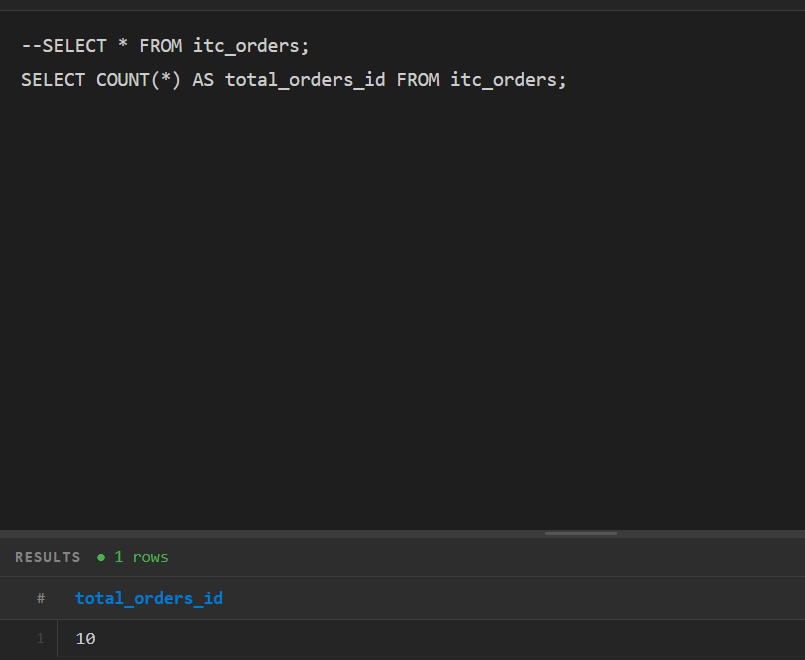 --SELECT * FROM itc_orders;
SELECT COUNT(*) AS total_orders_id FROM itc_orders;
RESULTS ● 1 rows
# total_orders_id
1 10